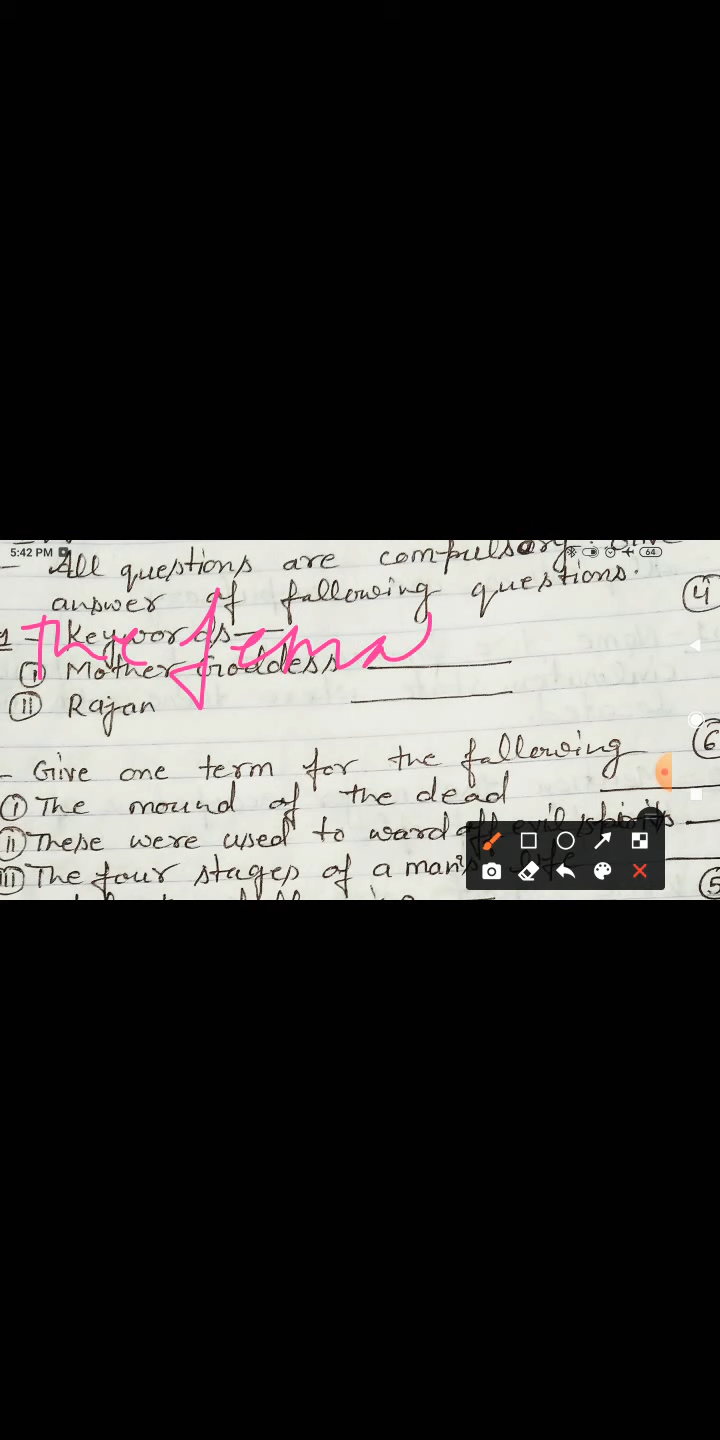 5:42 PM
64
All questions are compulsory.
answer of following questions.
4
1 - Keywords —
The fema
(i) Mother Goddess
(ii) Rajan
- Give one term for the following
6
(i) The mound of the dead
(ii) These were used to ward off evil spirits
(iii) The four stages of a man's life
5